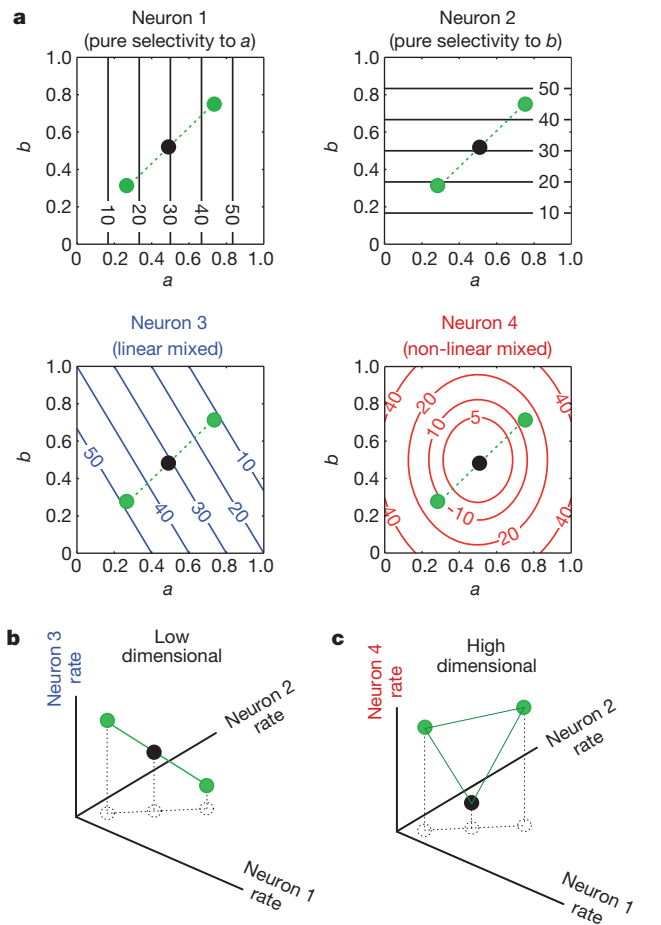 a
Neuron 1
(pure selectivity to a)
Neuron 2
(pure selectivity to b)
1.0
0.8
0.6
0.4
0.2
0
b
10
20
30
40
50
0 0.2 0.4 0.6 0.8 1.0
a
1.0
0.8
0.6
0.4
0.2
0
b
50
40
30
20
10
0 0.2 0.4 0.6 0.8 1.0
a
Neuron 3
(linear mixed)
Neuron 4
(non-linear mixed)
1.0
0.8
0.6
0.4
0.2
0
b
50
40
30
20
10
0 0.2 0.4 0.6 0.8 1.0
a
1.0
0.8
0.6
0.4
0.2
0
b
40
20
10
5
40
40
-10
20
40
0 0.2 0.4 0.6 0.8 1.0
a
b
Low
dimensional
Neuron 3
rate
Neuron 2
rate
Neuron 1
rate
c
High
dimensional
Neuron 4
rate
Neuron 2
rate
Neuron 1
rate